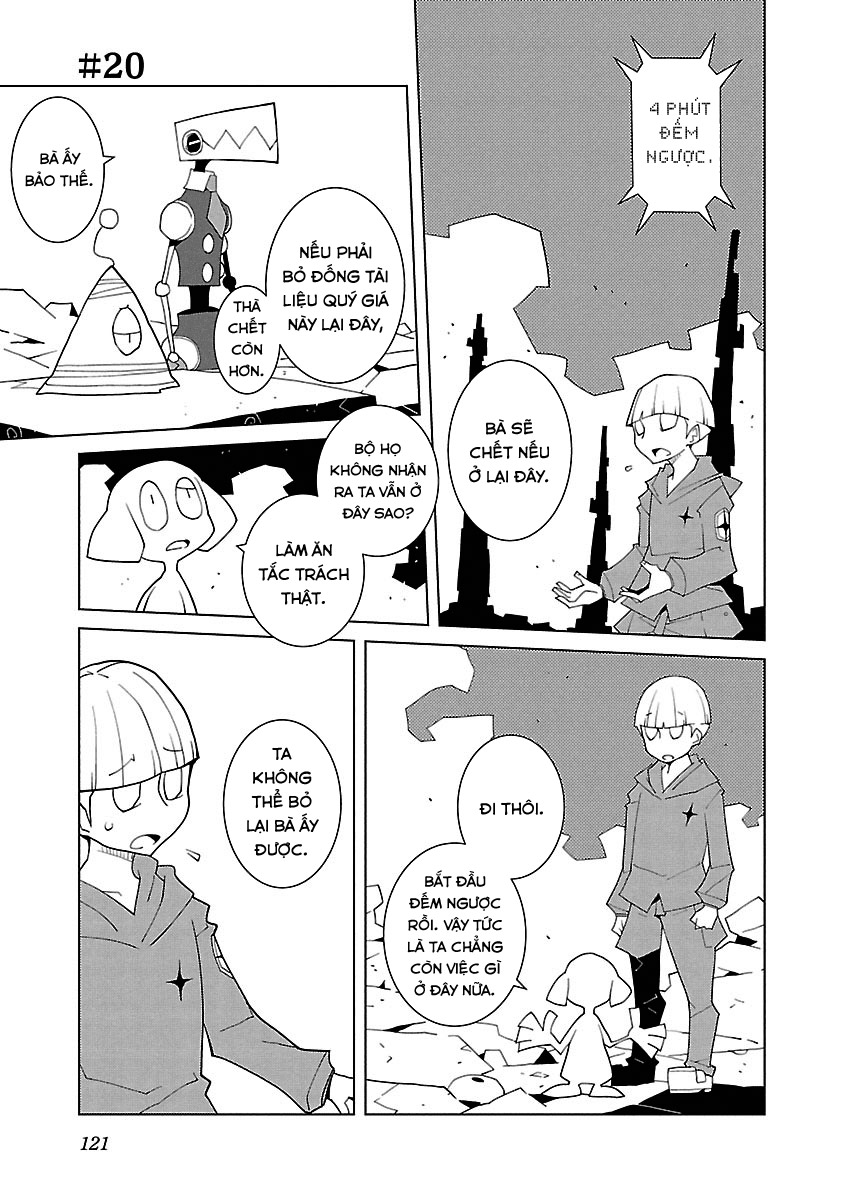 #20
4 PHÚT
ĐẾM
NGƯỢC.
BÀ SẼ
CHẾT NẾU
Ở LẠI ĐÂY.
NẾU PHẢI
BỎ ĐỐNG TÀI
LIỆU QUÝ GIÁ
NÀY LẠI ĐÂY,
THÀ
CHẾT
CÒN
HƠN.
BÀ ẤY
BẢO THẾ.
BỘ HỌ
KHÔNG NHẬN
RA TA VẪN Ở
ĐÂY SAO?
LÀM ĂN
TẮC TRÁCH
THẬT.
ĐI THÔI.
BẮT ĐẦU
ĐẾM NGƯỢC
RỒI. VẬY TỨC
LÀ TA CHẲNG
CÒN VIỆC GÌ
Ở ĐÂY NỮA.
TA
KHÔNG
THỂ BỎ
LẠI BÀ ẤY
ĐƯỢC.
121